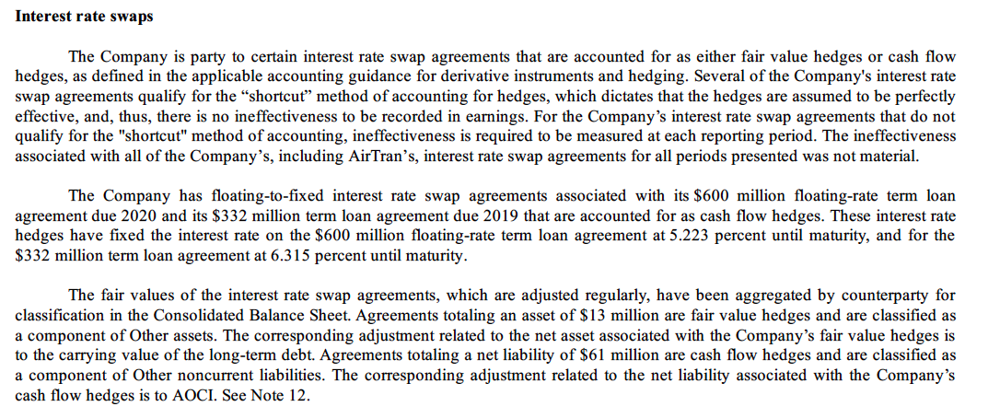 Interest rate swaps
The Company is party to certain interest rate swap agreements that are accounted for as either fair value hedges or cash flow
hedges, as defined in the applicable accounting guidance for derivative instruments and hedging. Several of the Company's interest rate
swap agreements qualify for the “shortcut” method of accounting for hedges, which dictates that the hedges are assumed to be perfectly
effective, and, thus, there is no ineffectiveness to be recorded in earnings. For the Company’s interest rate swap agreements that do not
qualify for the "shortcut" method of accounting, ineffectiveness is required to be measured at each reporting period. The ineffectiveness
associated with all of the Company’s, including AirTran’s, interest rate swap agreements for all periods presented was not material.
The Company has floating-to-fixed interest rate swap agreements associated with its $600 million floating-rate term loan
agreement due 2020 and its $332 million term loan agreement due 2019 that are accounted for as cash flow hedges. These interest rate
hedges have fixed the interest rate on the $600 million floating-rate term loan agreement at 5.223 percent until maturity, and for the
$332 million term loan agreement at 6.315 percent until maturity.
The fair values of the interest rate swap agreements, which are adjusted regularly, have been aggregated by counterparty for
classification in the Consolidated Balance Sheet. Agreements totaling an asset of $13 million are fair value hedges and are classified as
a component of Other assets. The corresponding adjustment related to the net asset associated with the Company’s fair value hedges is
to the carrying value of the long-term debt. Agreements totaling a net liability of $61 million are cash flow hedges and are classified as
a component of Other noncurrent liabilities. The corresponding adjustment related to the net liability associated with the Company’s
cash flow hedges is to AOCI. See Note 12.